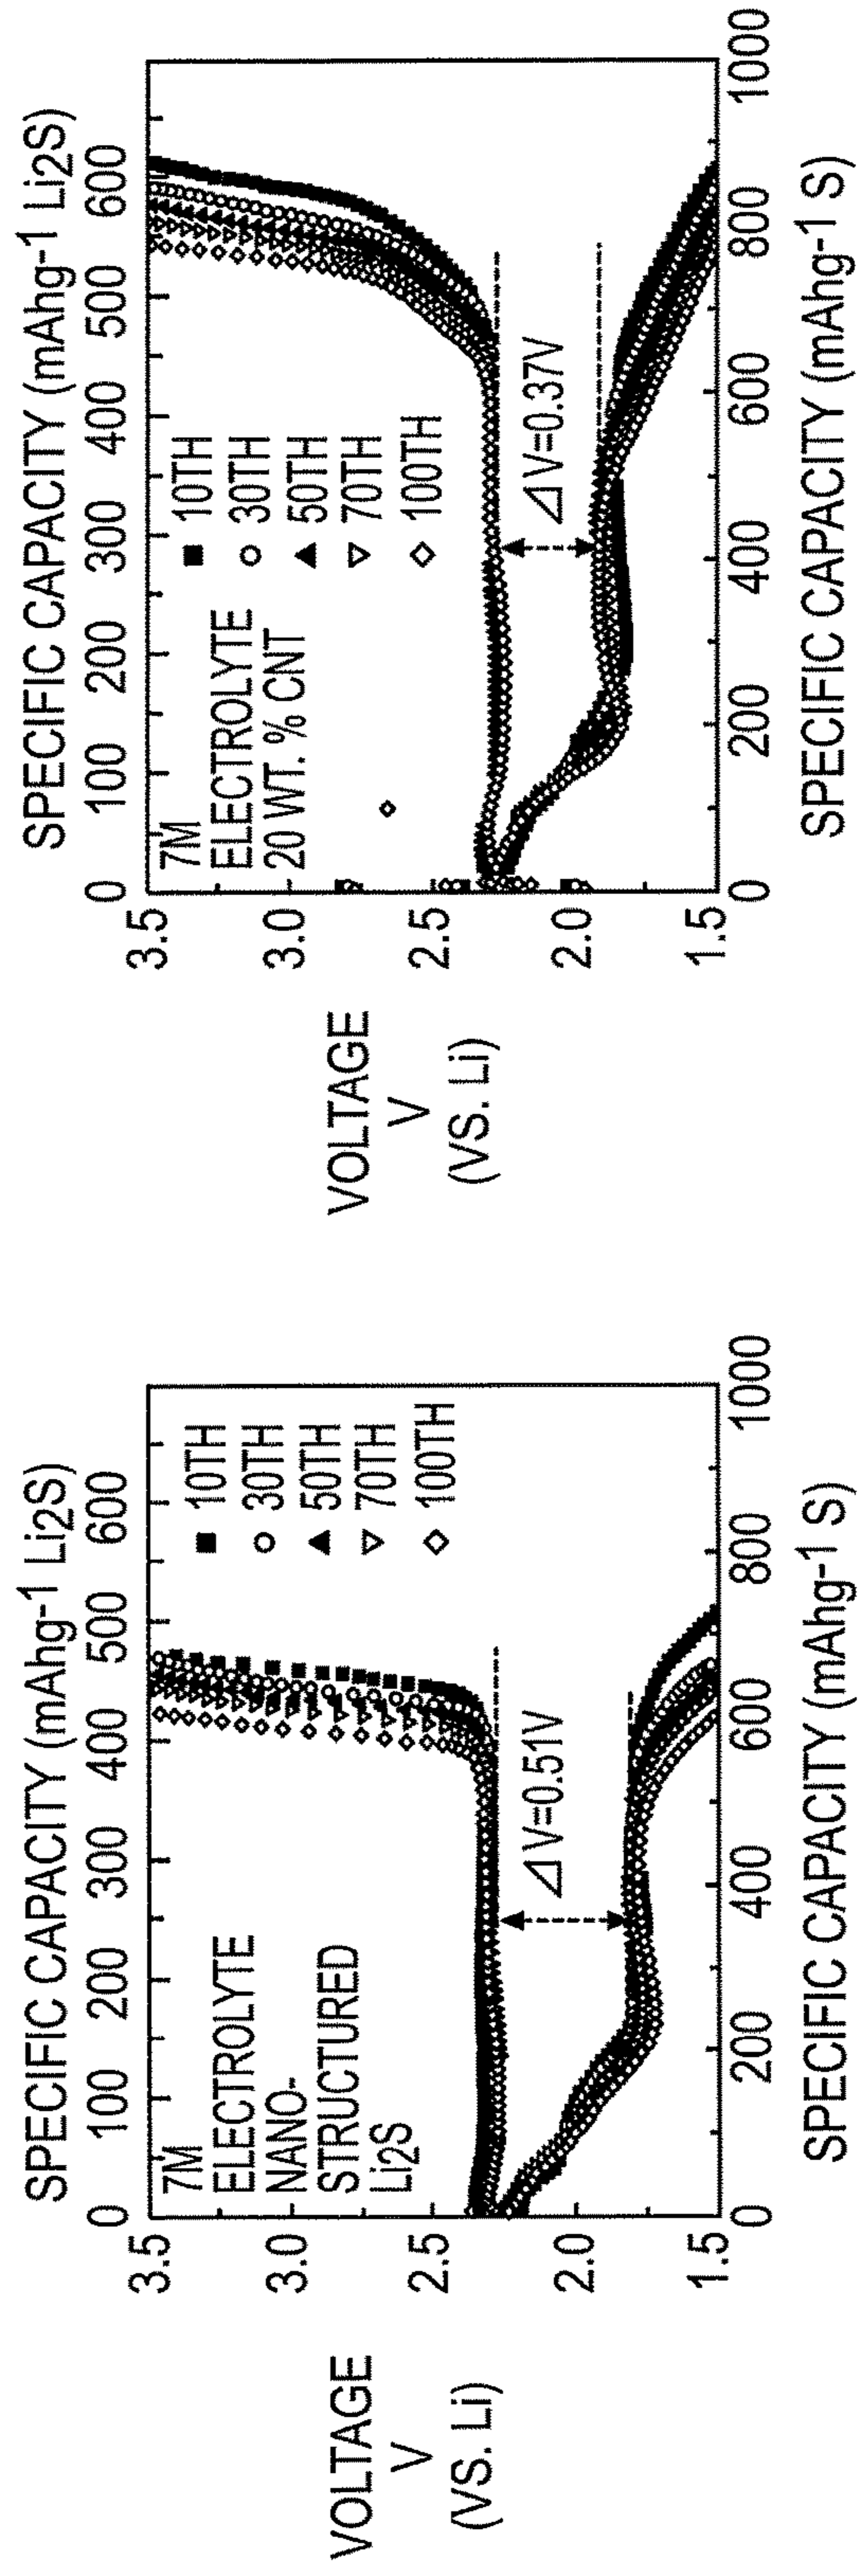 SPECIFIC CAPACITY (mAhg-1 Li2S)
0 100 200 300 400 500 600
3.5
3.0
2.5
2.0
1.5
VOLTAGE
V
(VS. Li)
7M
ELECTROLYTE
NANO-
STRUCTURED
Li2S
10TH
30TH
50TH
70TH
100TH
⊿V=0.51V
0 200 400 600 800 1000
SPECIFIC CAPACITY (mAhg-1 S)
SPECIFIC CAPACITY (mAhg-1 Li2S)
0 100 200 300 400 500 600
3.5
3.0
2.5
2.0
1.5
VOLTAGE
V
(VS. Li)
7M
ELECTROLYTE
20 WT. % CNT
10TH
30TH
50TH
70TH
100TH
⊿V=0.37V
0 200 400 600 800 1000
SPECIFIC CAPACITY (mAhg-1 S)